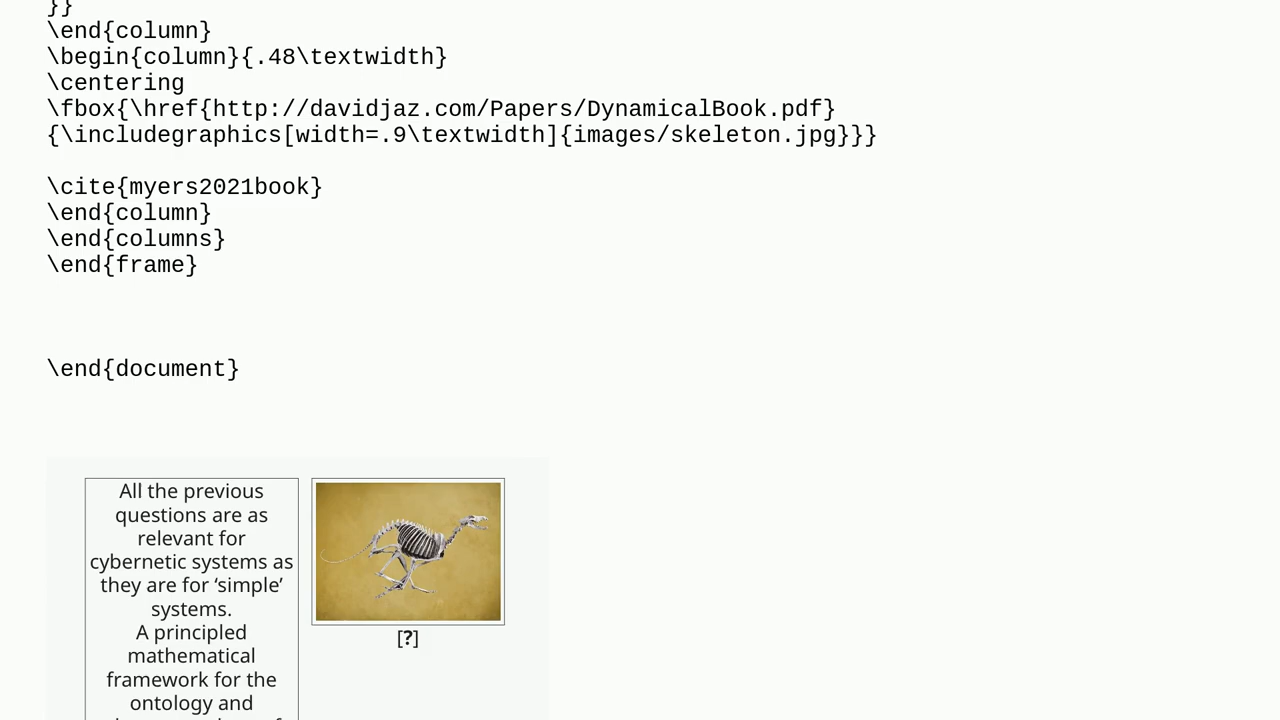 }}
\end{column}
\begin{column}{.48\textwidth}
\centering
\fbox{\href{http://davidjaz.com/Papers/DynamicalBook.pdf}
{\includegraphics[width=.9\textwidth]{images/skeleton.jpg}}}
\cite{myers2021book}
\end{column}
\end{columns}
\end{frame}
\end{document}
All the previous
questions are as
relevant for
cybernetic systems as
they are for ‘simple’
systems.
A principled
mathematical
framework for the
ontology and
[?]